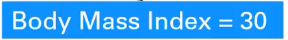 Body Mass Index = 30